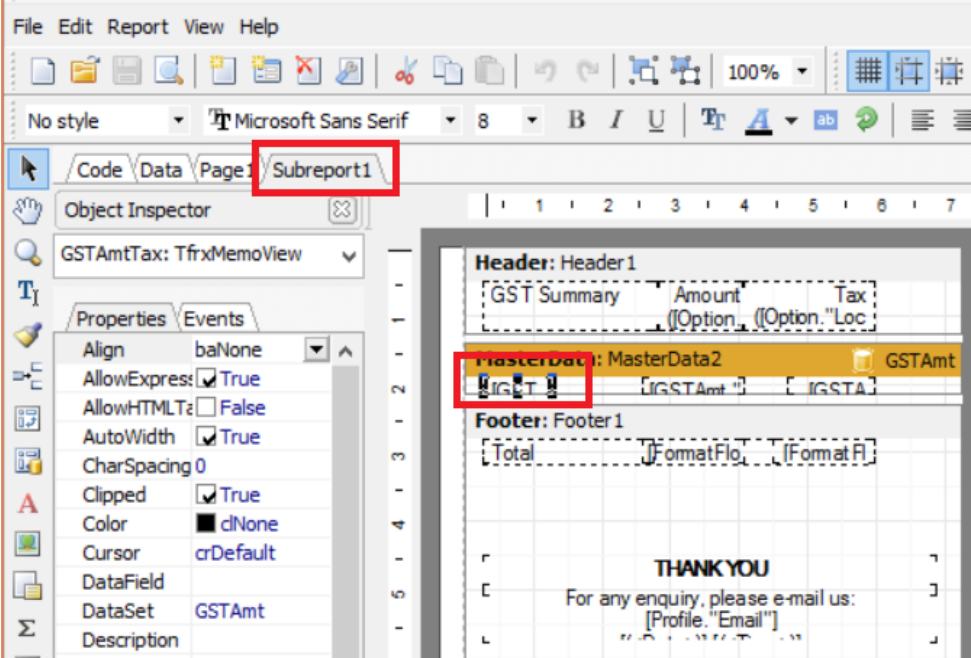 File Edit Report View Help
100%
No style Microsoft Sans Serif 8 B I U ab
Code Data Page1 Subreport1
Object Inspector
1 2 3 4 5 6 7
GSTAmtTax: TfrxMemoView
Properties Events
Align baNone
AllowExpress True
AllowHTMLTa False
AutoWidth True
CharSpacing 0
Clipped True
Color clNone
Cursor crDefault
DataField
DataSet GSTAmt
Description
2
3
4
5
Header: Header1
GST Summary Amount Tax
([Option. ([Option."Loc
MasterData: MasterData2 GSTAmt
[GSTAmt." [GSTA
Footer: Footer1
Total [FormatFlo [FormatFl
THANK YOU
For any enquiry, please e-mail us:
[Profile."Email"]